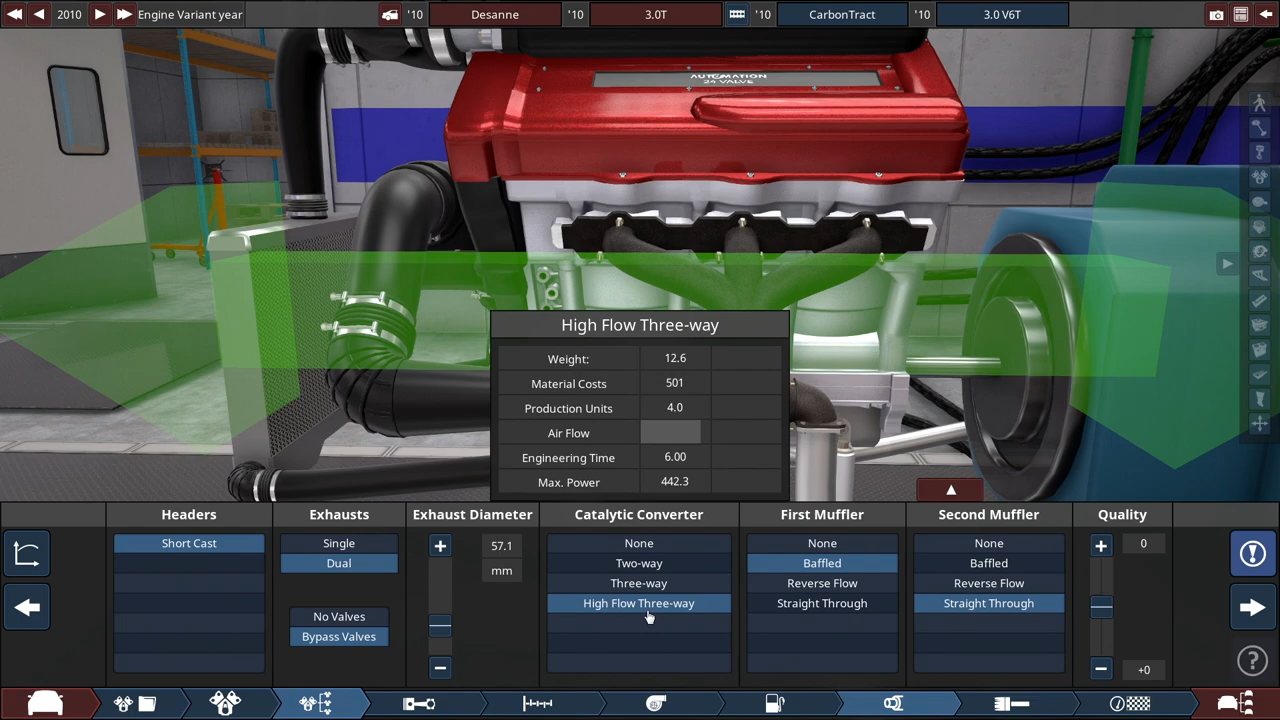 2010 Engine Variant year '10 Desanne '10 3.0T '10 CarbonTract '10 3.0 V6T
AUTOMATION
24 VALVE
High Flow Three-way
Weight: 12.6
Material Costs 501
Production Units 4.0
Air Flow
Engineering Time 6.00
Max. Power 442.3
Headers Exhausts Exhaust Diameter Catalytic Converter First Muffler Second Muffler Quality
Short Cast Single 57.1 None None None 0
Dual mm Two-way Baffled Baffled
Three-way Reverse Flow Reverse Flow
High Flow Three-way Straight Through Straight Through
No Valves
Bypass Valves
+0